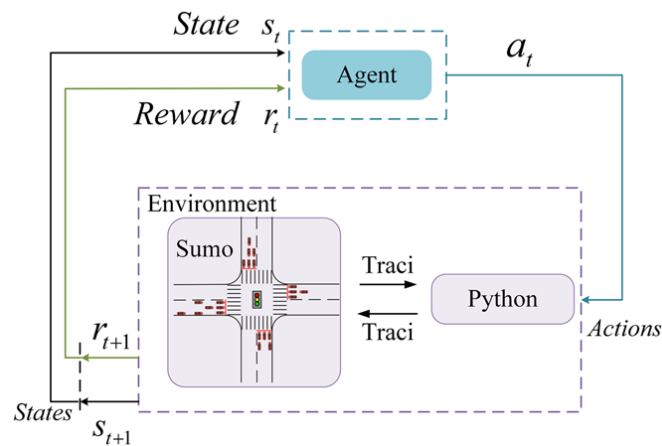 State s_t
Agent
a_t
Reward r_t
Environment
Sumo
Traci
Python
Traci
Actions
r_{t+1}
States
s_{t+1}